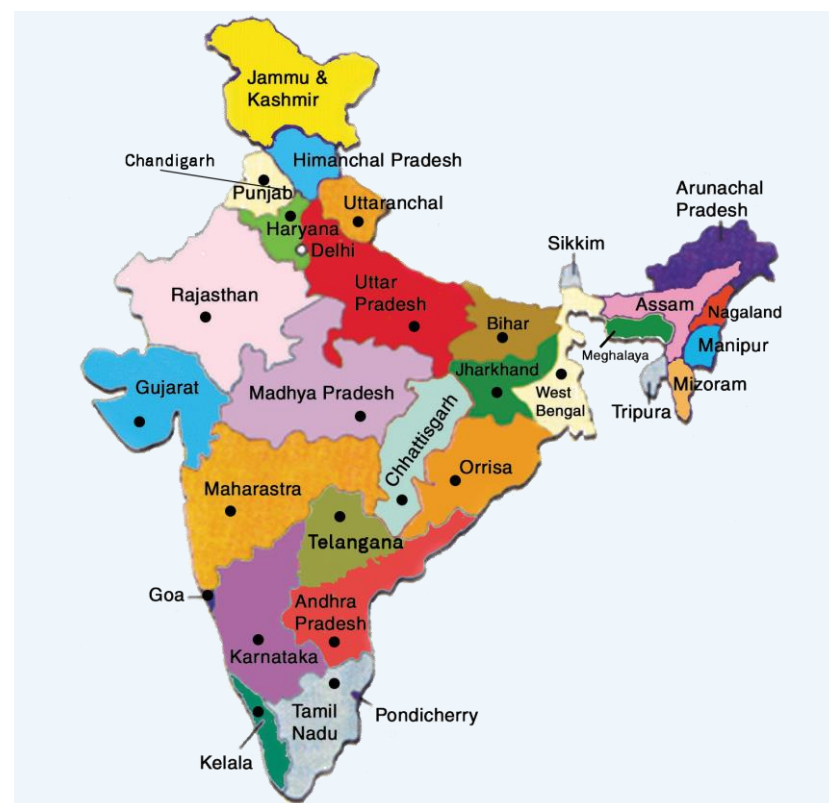 Jammu &
Kashmir
Chandigarh
Himanchal Pradesh
Punjab
Uttaranchal
Arunachal
Pradesh
Haryana
Delhi
Sikkim
Uttar
Pradesh
Rajasthan
Assam
Nagaland
Bihar
Meghalaya
Manipur
Jharkhand
Gujarat
Madhya Pradesh
West
Bengal
Mizoram
Tripura
Chhattisgarh
Orrisa
Maharastra
Telangana
Goa
Andhra
Pradesh
Karnataka
Tamil
Nadu
Pondicherry
Kelala